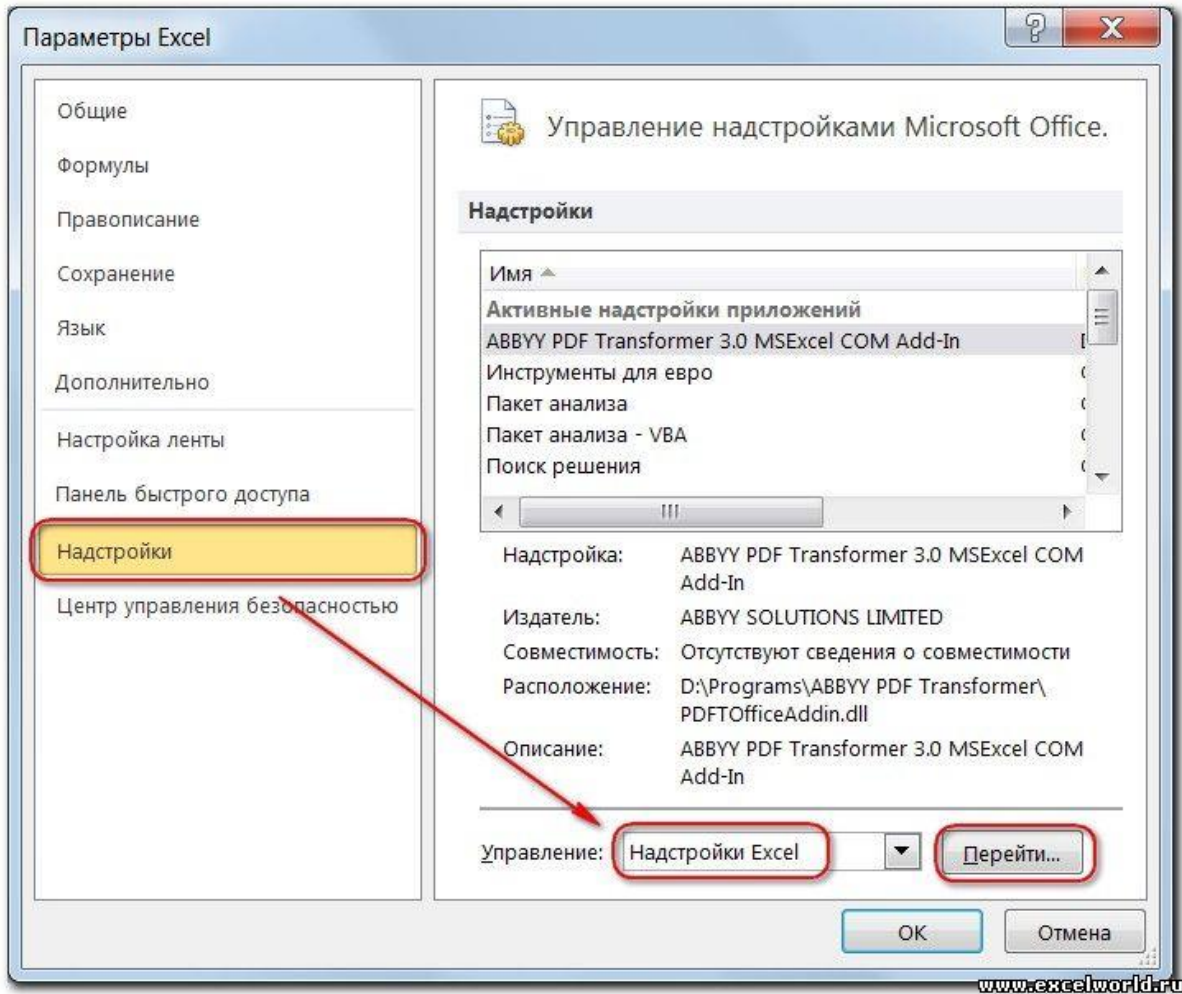 Параметры Excel
Общие
Формулы
Правописание
Сохранение
Язык
Дополнительно
Настройка ленты
Панель быстрого доступа
Надстройки
Центр управления безопасностью
Управление надстройками Microsoft Office.
Надстройки
Имя
Активные надстройки приложений
ABBYY PDF Transformer 3.0 MSExcel COM Add-In
Инструменты для евро
Пакет анализа
Пакет анализа - VBA
Поиск решения
Надстройка: ABBYY PDF Transformer 3.0 MSExcel COM
Add-In
Издатель: ABBYY SOLUTIONS LIMITED
Совместимость: Отсутствуют сведения о совместимости
Расположение: D:\Programs\ABBYY PDF Transformer\
PDFTOfficeAddin.dll
Описание: ABBYY PDF Transformer 3.0 MSExcel COM
Add-In
Управление: Надстройки Excel Перейти...
ОК Отмена
www.excelworld.ru